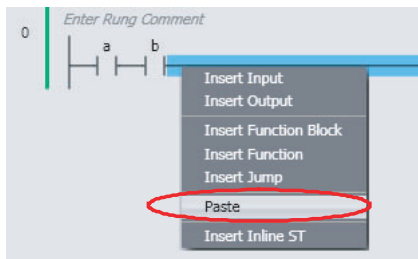 Enter Rung Comment
0
a b
Insert Input
Insert Output
Insert Function Block
Insert Function
Insert Jump
Paste
Insert Inline ST